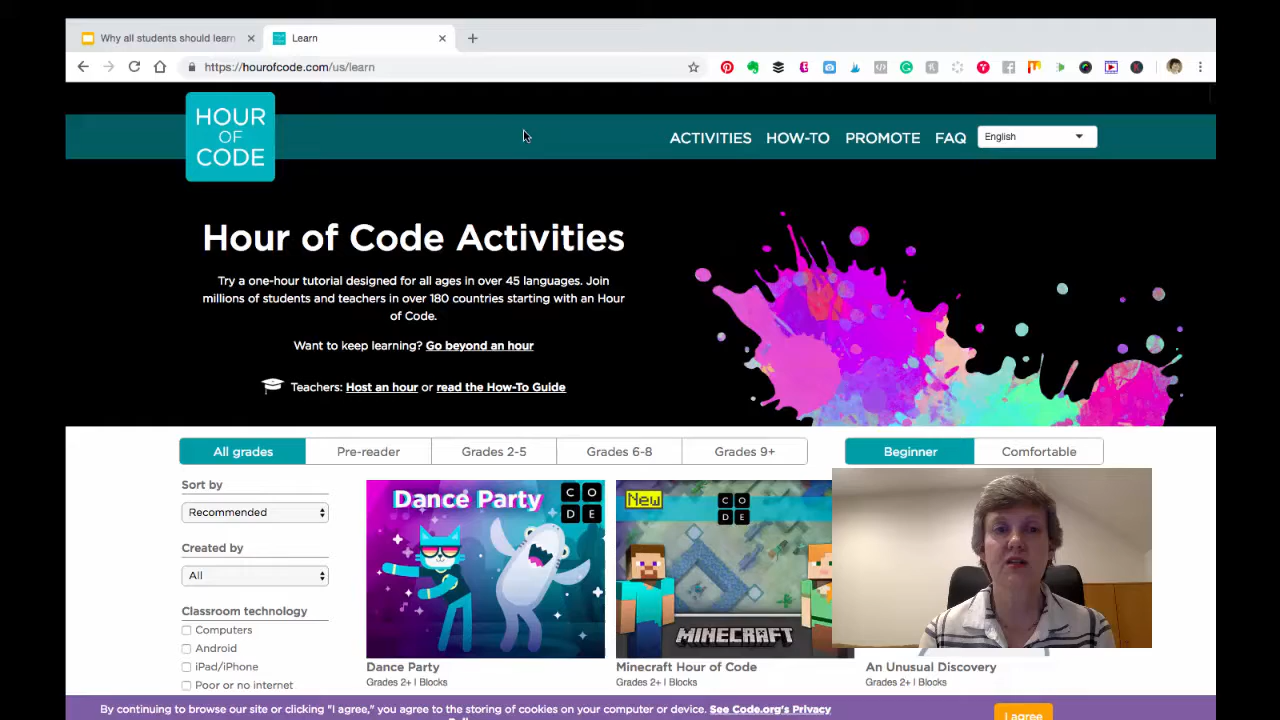 Why all students should learn
Learn
https://hourofcode.com/us/learn
HOUR
OF
CODE
ACTIVITIES HOW-TO PROMOTE FAQ English
Hour of Code Activities
Try a one-hour tutorial designed for all ages in over 45 languages. Join
millions of students and teachers in over 180 countries starting with an Hour
of Code.
Want to keep learning? Go beyond an hour
Teachers: Host an hour or read the How-To Guide
All grades Pre-reader Grades 2-5 Grades 6-8 Grades 9+ Beginner Comfortable
Sort by
Recommended
Created by
All
Classroom technology
Computers
Android
iPad/iPhone
Poor or no internet
Dance Party
C O
D E
Dance Party
Grades 2+ | Blocks
New
C O
D E
MINECRAFT
Minecraft Hour of Code
Grades 2+ | Blocks
An Unusual Discovery
Grades 2+ | Blocks
By continuing to browse our site or clicking "I agree," you agree to the storing of cookies on your computer or device. See Code.org's Privacy
I agree